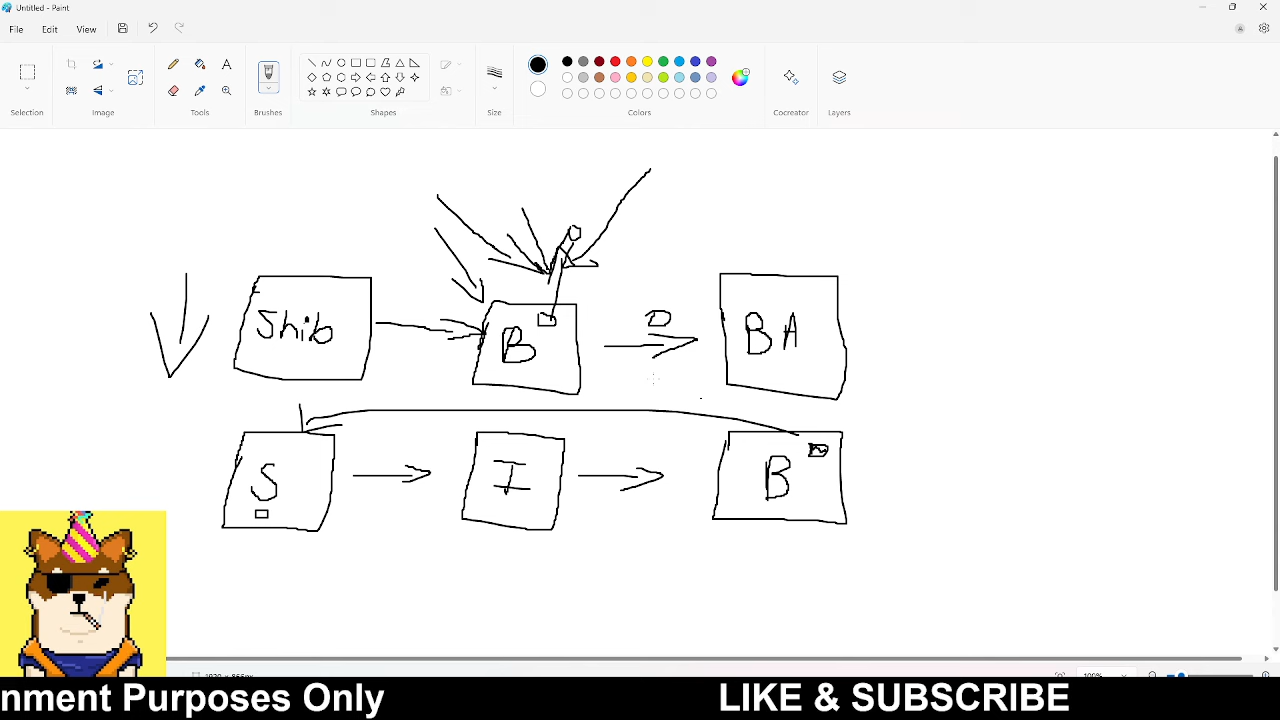 Untitled - Paint
File Edit View
Selection Image Tools Brushes Shapes Size Colors Cocreator Layers
Shib B D BA
S I B
100%
nment Purposes Only LIKE & SUBSCRIBE